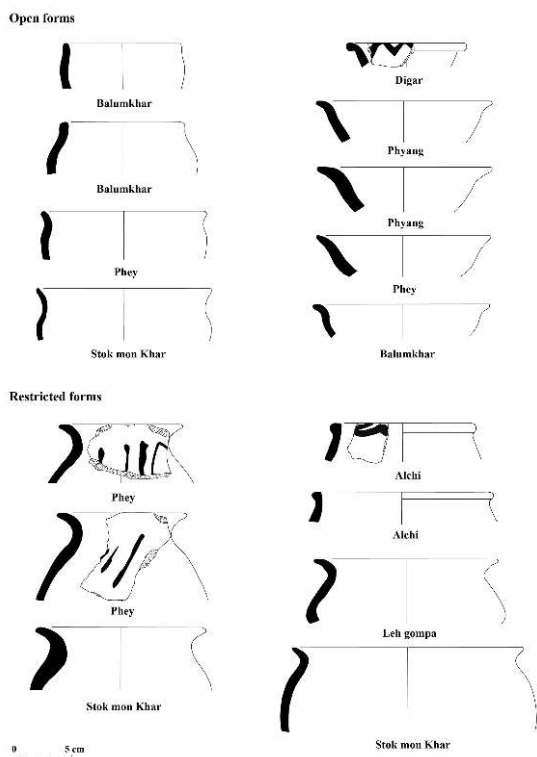 Open forms
Balumkhar
Balumkhar
Phey
Stok mon Khar
Digar
Phyang
Phyang
Phey
Balumkhar
Restricted forms
Phey
Phey
Stok mon Khar
Alchi
Alchi
Leh gompa
Stok mon Khar
0 5 cm